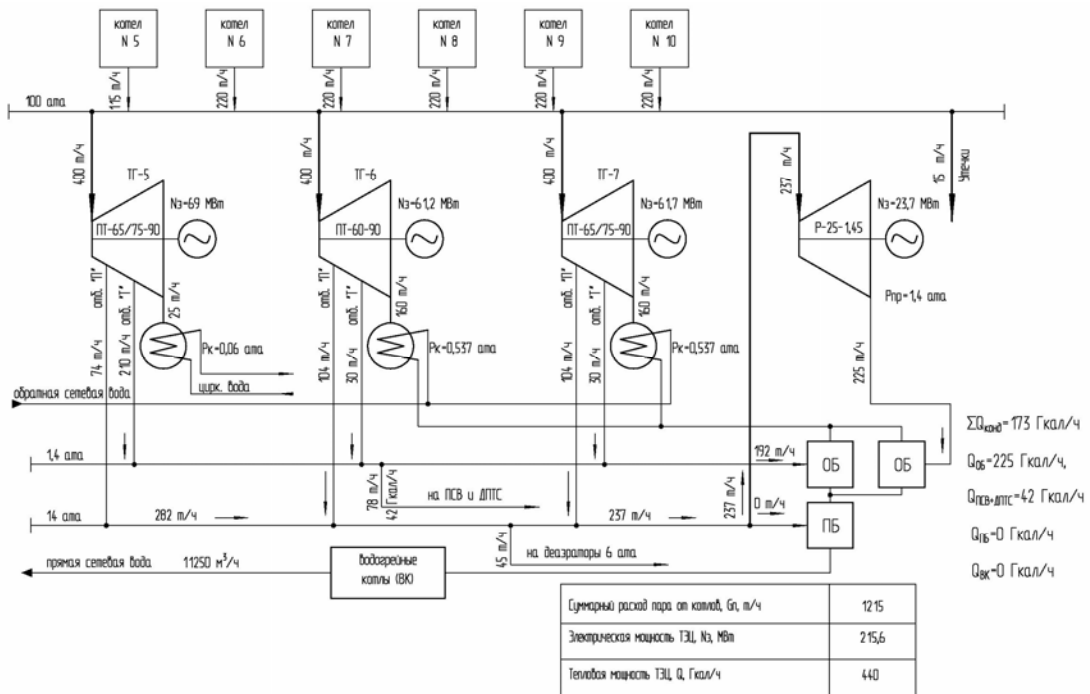 котел
N 5
котел
N 6
котел
N 7
котел
N 8
котел
N 9
котел
N 10
115 т/ч
220 т/ч
220 т/ч
220 т/ч
220 т/ч
220 т/ч
100 ата
400 т/ч
ТГ-5
Nэ=69 МВт
ПТ-65/75-90
400 т/ч
ТГ-6
Nэ=61,2 МВт
ПТ-60-90
400 т/ч
ТГ-7
Nэ=61,7 МВт
ПТ-65/75-90
237 т/ч
Nэ=23,7 МВт
Р-25-1,45
15 т/ч
Утечки
Рпр=1,4 ата
отб. "П"
отб. "Т"
25 т/ч
отб. "П"
отб. "Т"
160 т/ч
отб. "П"
отб. "Т"
160 т/ч
Рк=0,06 ата
Рк=0,537 ата
Рк=0,537 ата
74 т/ч
210 т/ч
104 т/ч
30 т/ч
104 т/ч
30 т/ч
225 т/ч
цирк. вода
обратная сетевая вода
1,4 ата
192 т/ч
ОБ
ОБ
78 т/ч
42 Гкал/ч
на ПСВ и ДПТС
237 т/ч
14 ата
282 т/ч
237 т/ч
0 т/ч
ПБ
45 т/ч
на деаэраторы 6 ата
прямая сетевая вода
11250 м³/ч
водогрейные
котлы (ВК)
ΣQконд=173 Гкал/ч
QОБ=225 Гкал/ч,
QПСВ+ДПТС=42 Гкал/ч
QПБ=0 Гкал/ч
QВК=0 Гкал/ч
Суммарный расход пара от котлов, Gп, т/ч 1215
Электрическая мощность ТЭЦ, Nэ, МВт 215,6
Тепловая мощность ТЭЦ, Q, Гкал/ч 440